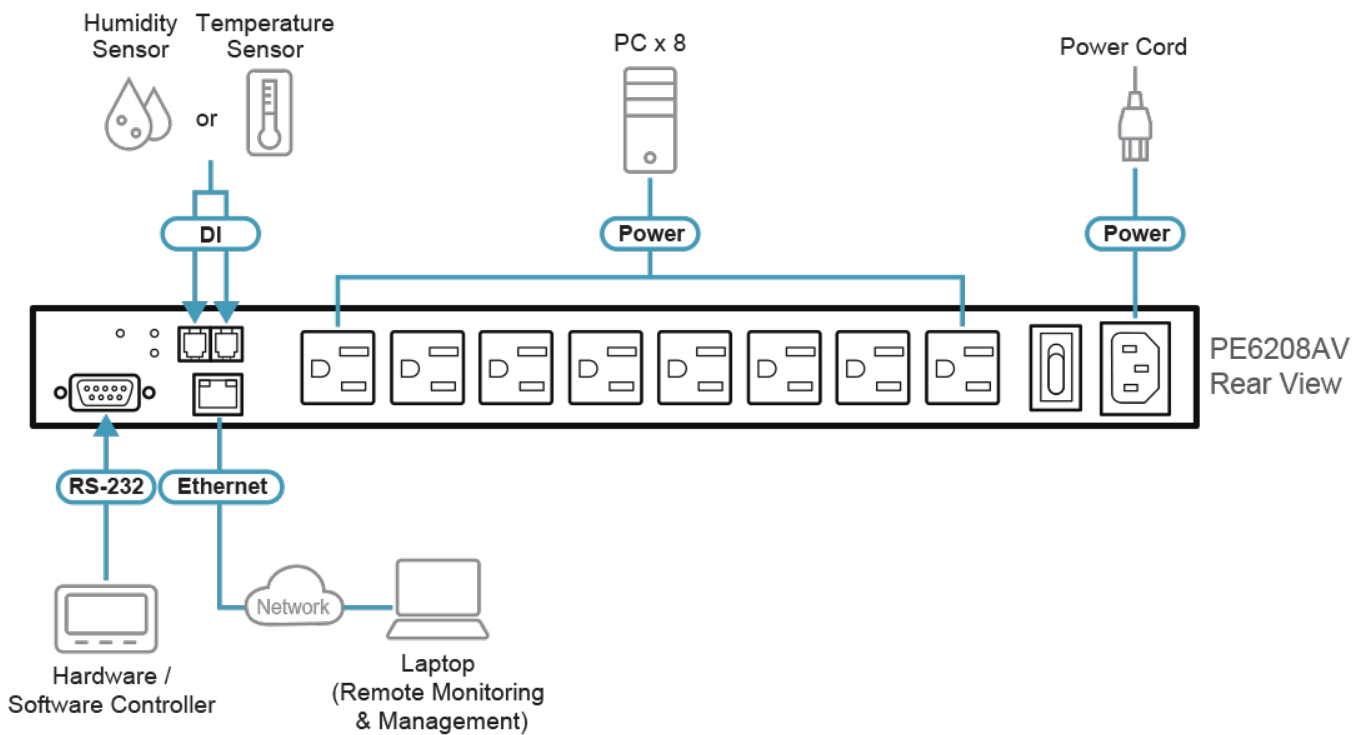 Humidity
Sensor
Temperature
Sensor
or
PC x 8
Power Cord
DI
Power
Power
PE6208AV
Rear View
RS-232
Ethernet
Network
Hardware /
Software Controller
Laptop
(Remote Monitoring
& Management)